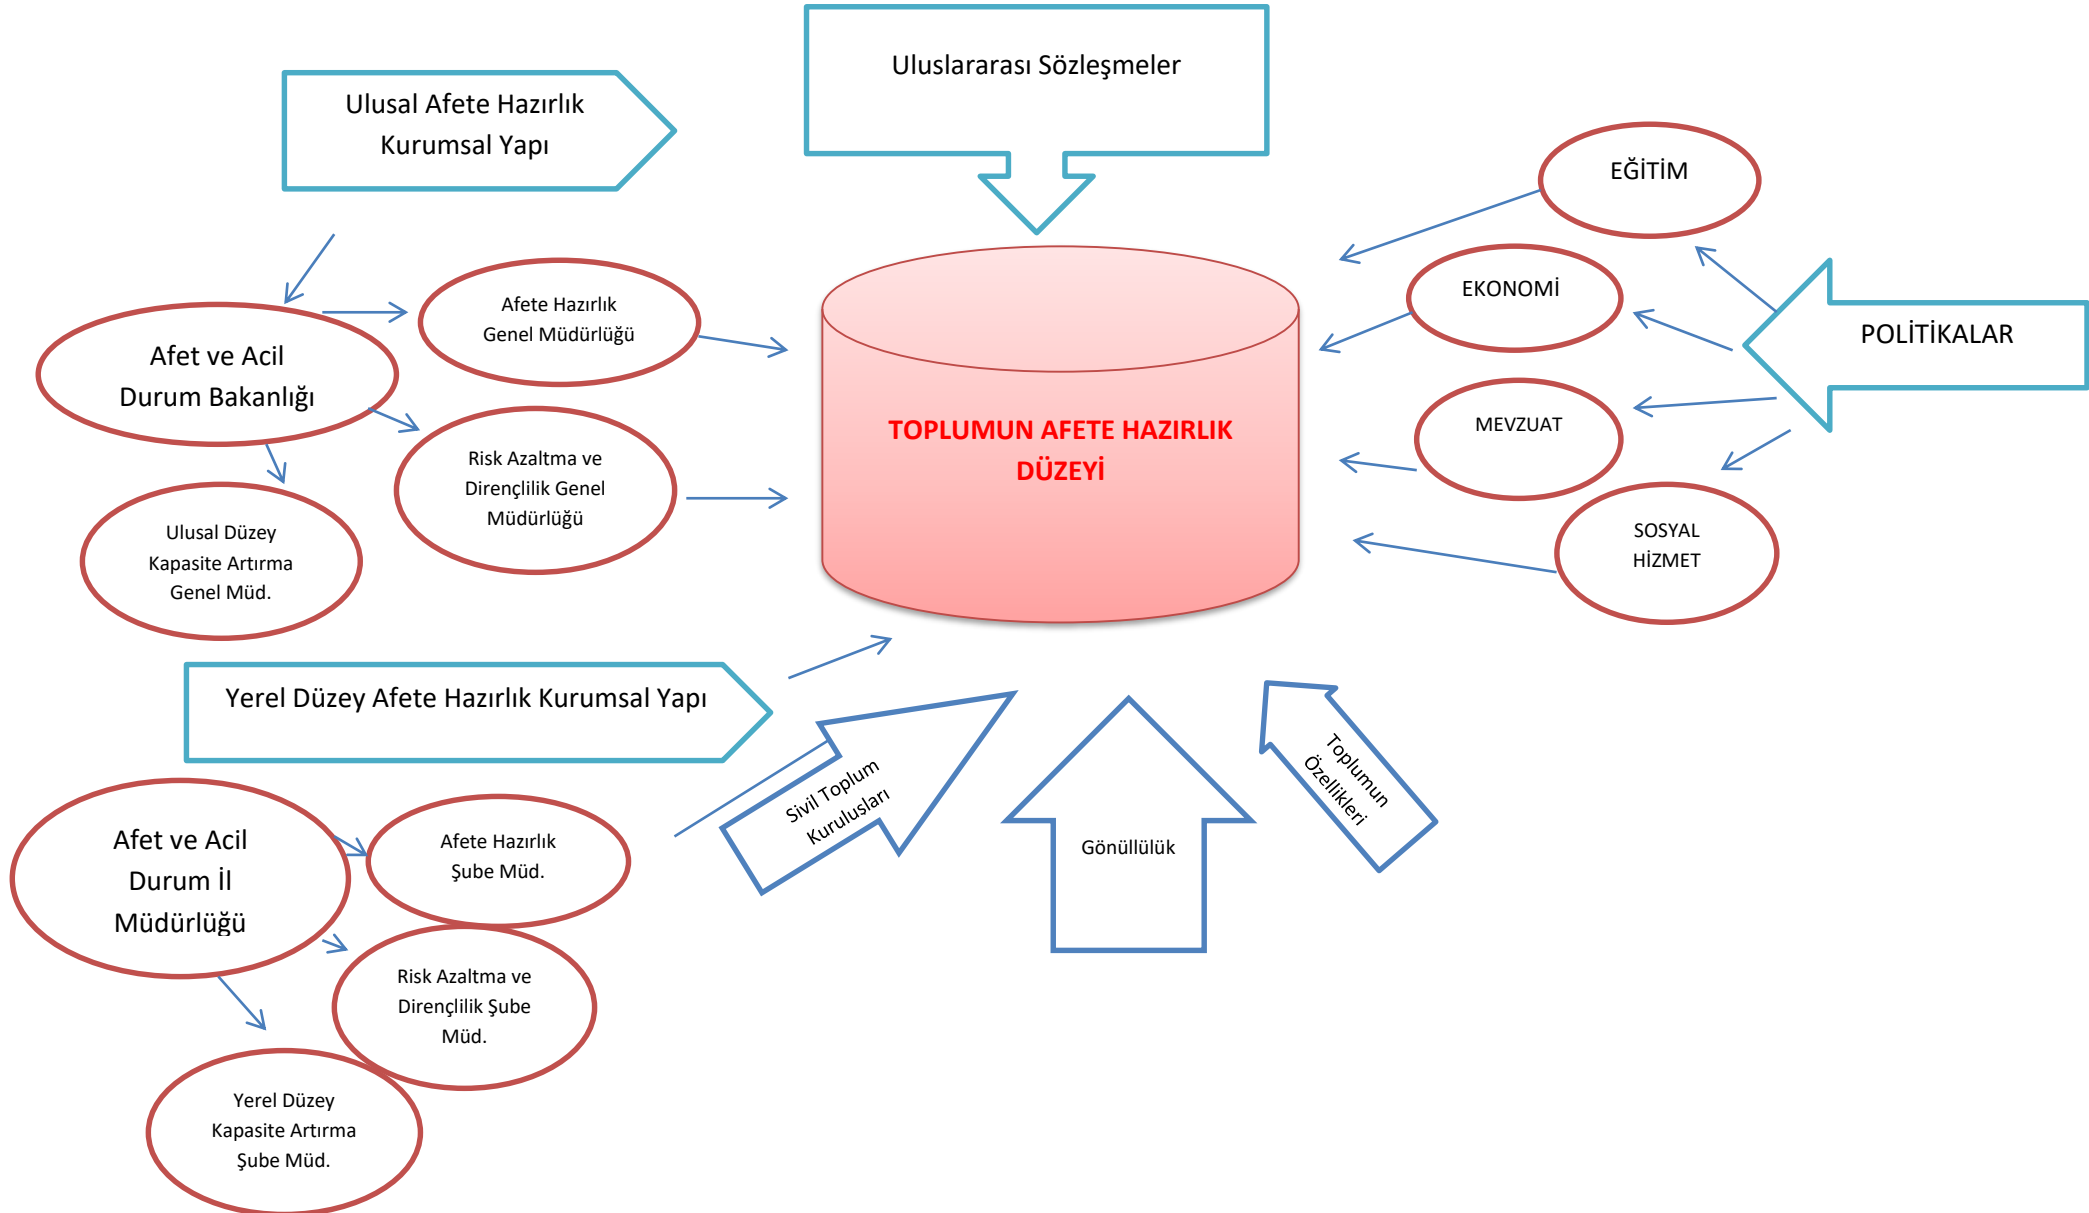 Uluslararası Sözleşmeler
Ulusal Afete Hazırlık
Kurumsal Yapı
EĞİTİM
EKONOMİ
POLİTİKALAR
MEVZUAT
SOSYAL
HİZMET
Afete Hazırlık
Genel Müdürlüğü
Afet ve Acil
Durum Bakanlığı
Risk Azaltma ve
Dirençlilik Genel
Müdürlüğü
Ulusal Düzey
Kapasite Artırma
Genel Müd.
TOPLUMUN AFETE HAZIRLIK
DÜZEYİ
Yerel Düzey Afete Hazırlık Kurumsal Yapı
Sivil Toplum
Kuruluşları
Gönüllülük
Toplumun
Özellikleri
Afet ve Acil
Durum İl
Müdürlüğü
Afete Hazırlık
Şube Müd.
Risk Azaltma ve
Dirençlilik Şube
Müd.
Yerel Düzey
Kapasite Artırma
Şube Müd.